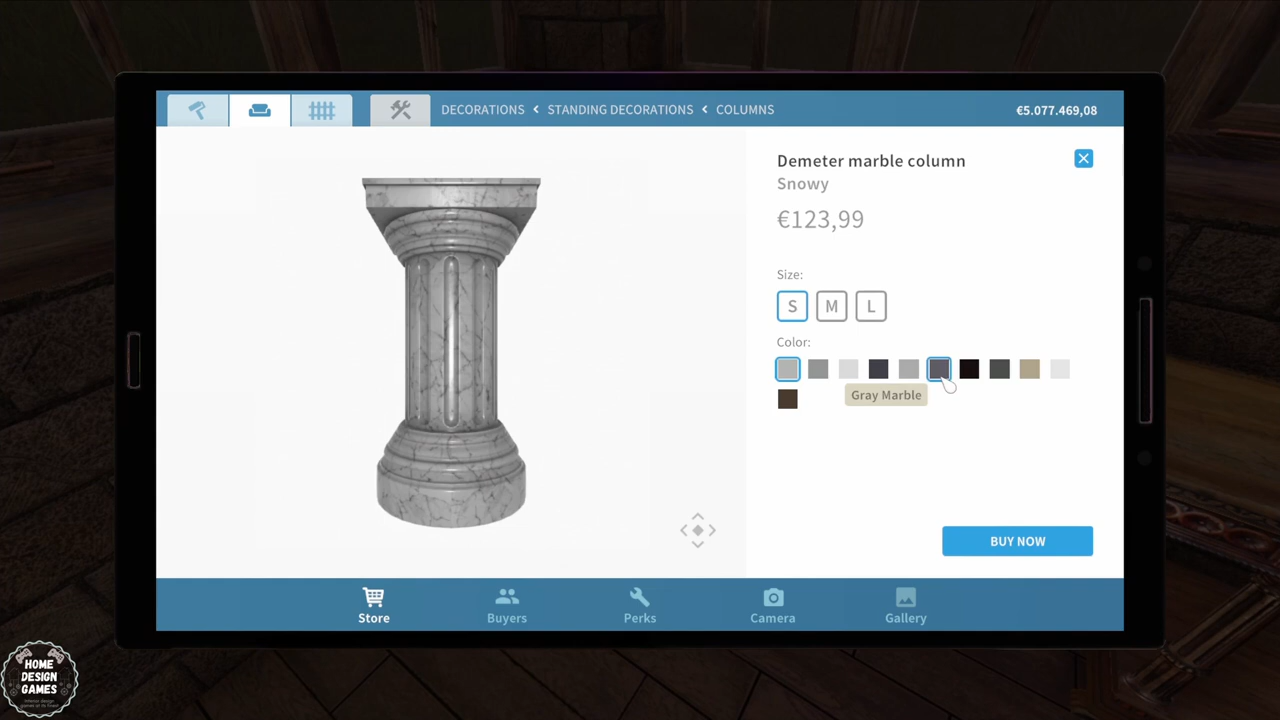 DECORATIONS < STANDING DECORATIONS < COLUMNS
€5.077.469,08
Demeter marble column
Snowy
€123,99
Size:
S M L
Color:
Gray Marble
BUY NOW
Store Buyers Perks Camera Gallery
HOME
DESIGN
GAMES